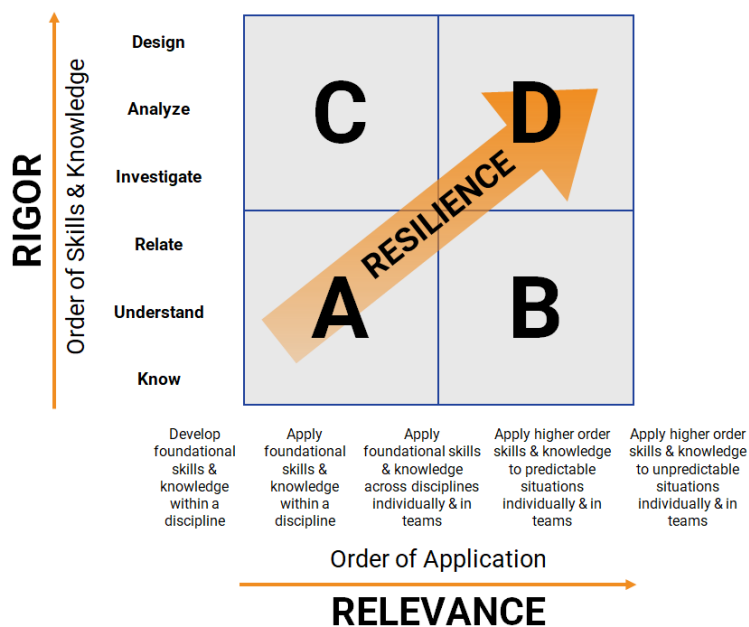 RIGOR
Order of Skills & Knowledge
Design
Analyze
Investigate
Relate
Understand
Know
C
D
RESILIENCE
A
B
Develop
foundational
skills &
knowledge
within a
discipline
Apply
foundational
skills &
knowledge
within a
discipline
Apply
foundational skills
& knowledge
across disciplines
individually & in
teams
Apply higher order
skills & knowledge
to predictable
situations
individually & in
teams
Apply higher order
skills & knowledge
to unpredictable
situations
individually & in
teams
Order of Application
RELEVANCE